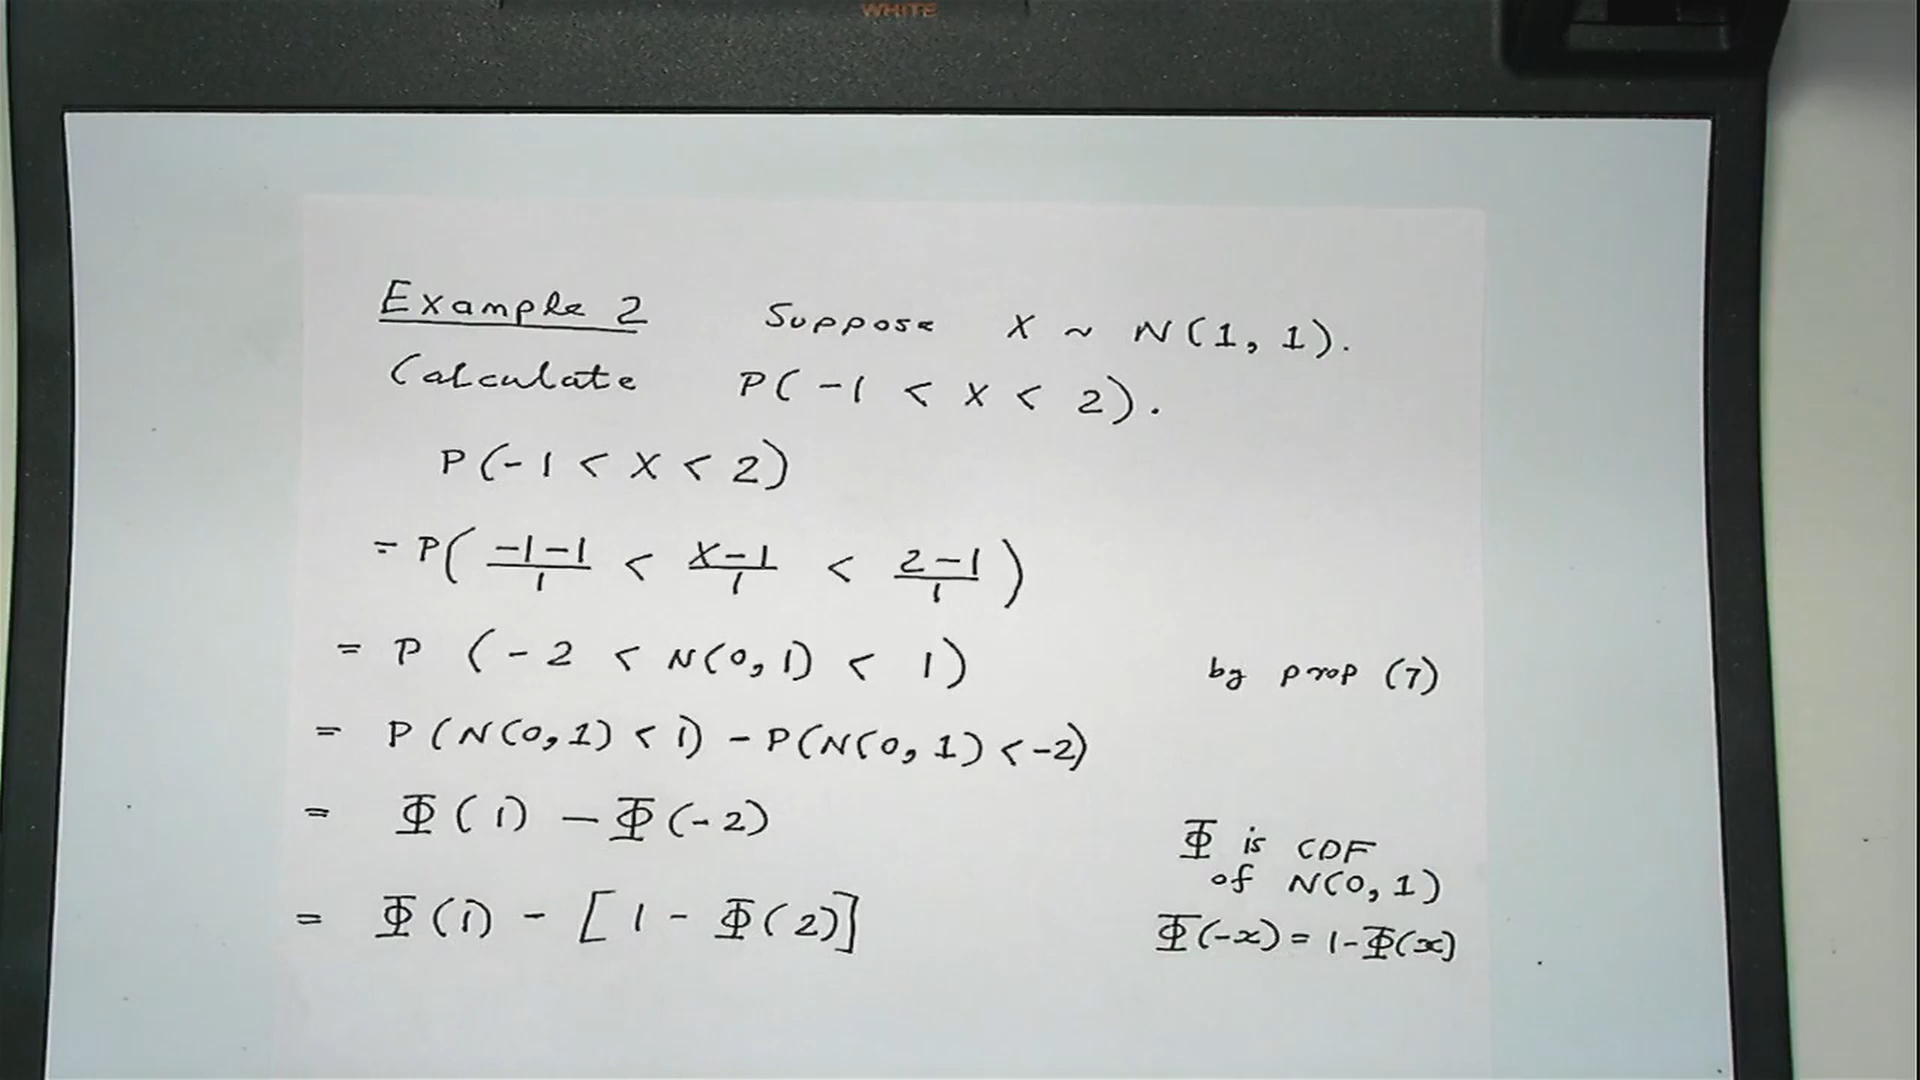 WHITE
Example 2 Suppose X ~ N(1, 1).
Calculate P(-1 < X < 2).
P(-1 < X < 2)
= P( (-1-1)/1 < (X-1)/1 < (2-1)/1 )
= P (-2 < N(0,1) < 1) by prop (7)
= P(N(0,1) < 1) - P(N(0,1) < -2)
= Φ(1) - Φ(-2)
Φ is CDF
of N(0,1)
= Φ(1) - [1 - Φ(2)]
Φ(-x) = 1-Φ(x)